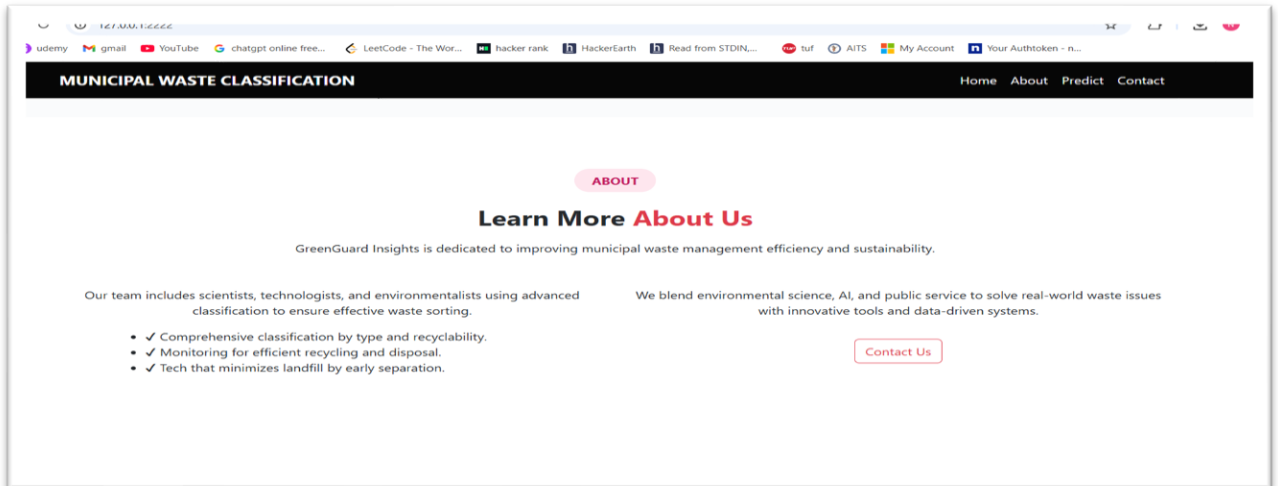 127.0.0.1:2222
udemy gmail YouTube chatgpt online free... LeetCode - The Wor... hacker rank HackerEarth Read from STDIN,... tuf AITS My Account Your Authtoken - n...
MUNICIPAL WASTE CLASSIFICATION Home About Predict Contact
ABOUT
Learn More About Us
GreenGuard Insights is dedicated to improving municipal waste management efficiency and sustainability.
Our team includes scientists, technologists, and environmentalists using advanced
classification to ensure effective waste sorting.
• ✓ Comprehensive classification by type and recyclability.
• ✓ Monitoring for efficient recycling and disposal.
• ✓ Tech that minimizes landfill by early separation.
We blend environmental science, AI, and public service to solve real-world waste issues
with innovative tools and data-driven systems.
Contact Us